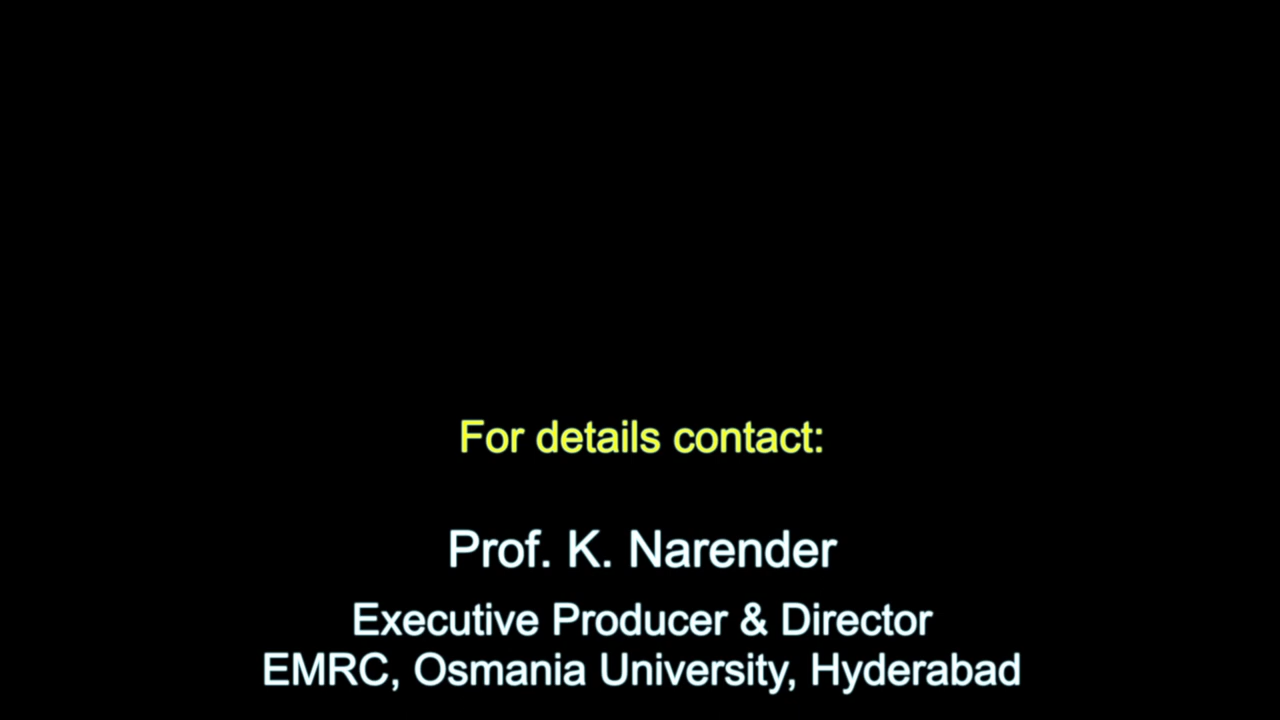 For details contact:
Prof. K. Narender
Executive Producer & Director
EMRC, Osmania University, Hyderabad